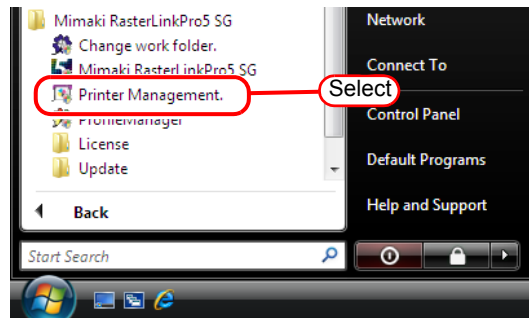 Mimaki RasterLinkPro5 SG
Change work folder.
Mimaki RasterLinkPro5 SG
Printer Management.
ProfileManager
License
Update
Back
Start Search
Select
Network
Connect To
Control Panel
Default Programs
Help and Support